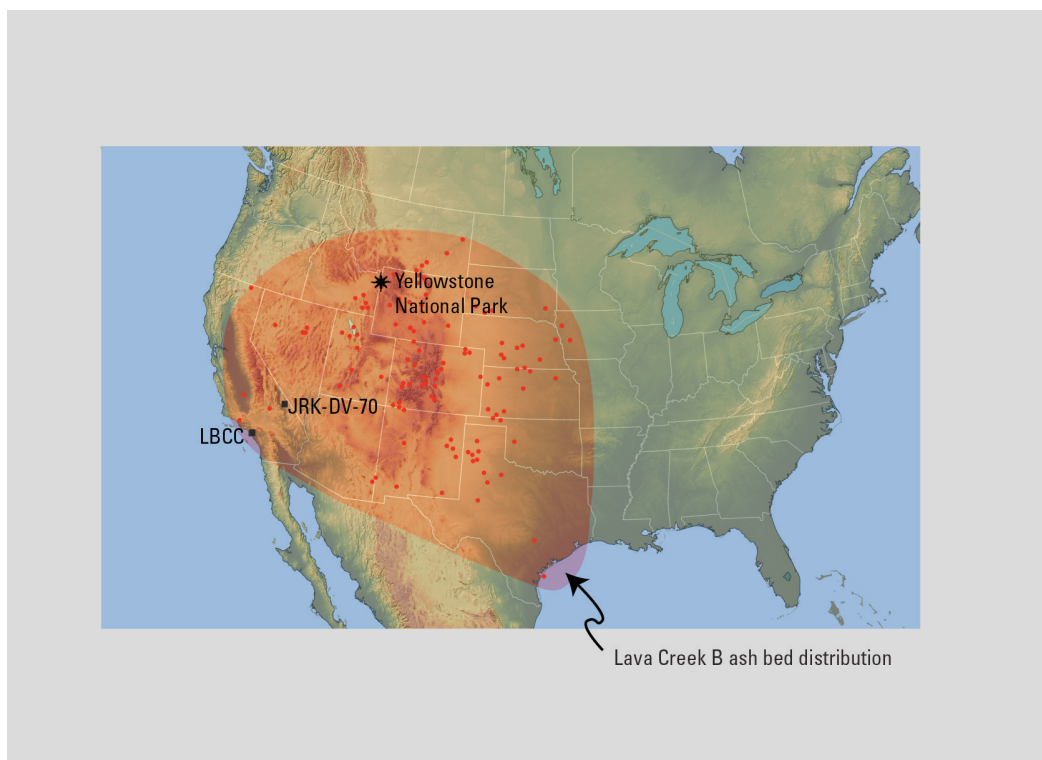 Yellowstone
National Park
JRK-DV-70
LBCC
Lava Creek B ash bed distribution